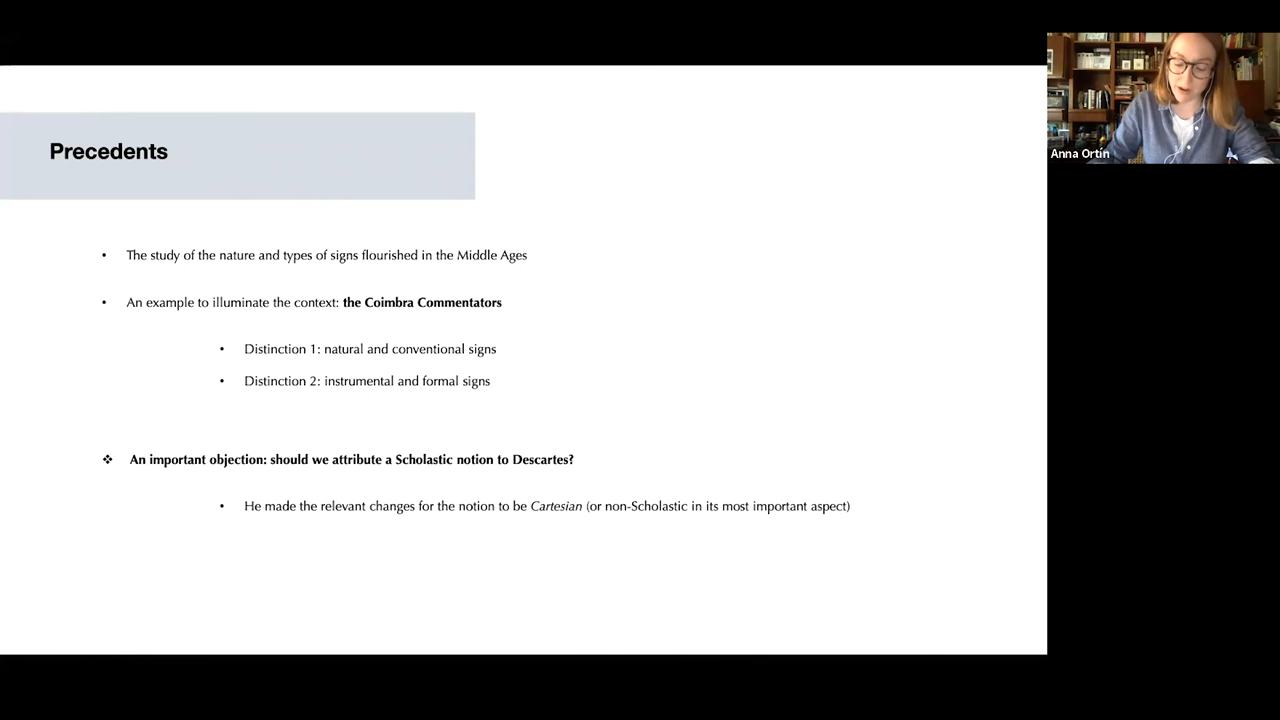 Precedents
• The study of the nature and types of signs flourished in the Middle Ages
• An example to illuminate the context: the Coimbra Commentators
• Distinction 1: natural and conventional signs
• Distinction 2: instrumental and formal signs
❖ An important objection: should we attribute a Scholastic notion to Descartes?
• He made the relevant changes for the notion to be Cartesian (or non-Scholastic in its most important aspect)
Anna Ortín